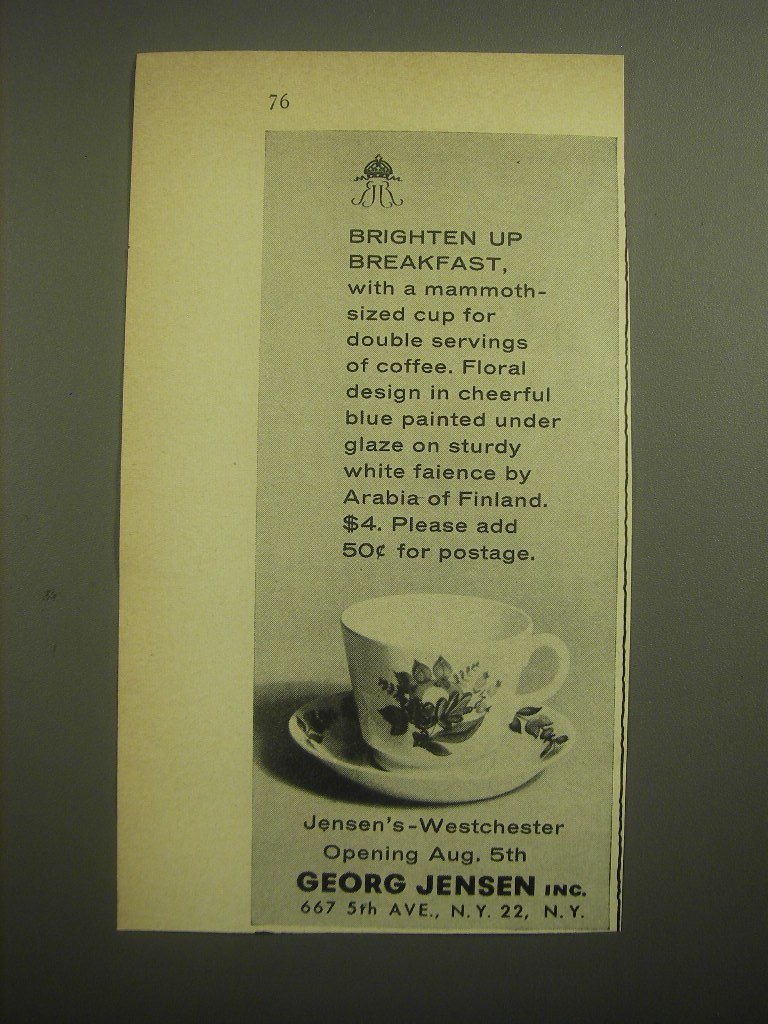 76
BRIGHTEN UP
BREAKFAST,
with a mammoth-
sized cup for
double servings
of coffee. Floral
design in cheerful
blue painted under
glaze on sturdy
white faience by
Arabia of Finland.
$4. Please add
50¢ for postage.
Jensen's-Westchester
Opening Aug. 5th
GEORG JENSEN INC.
667 5th AVE., N.Y. 22, N.Y.